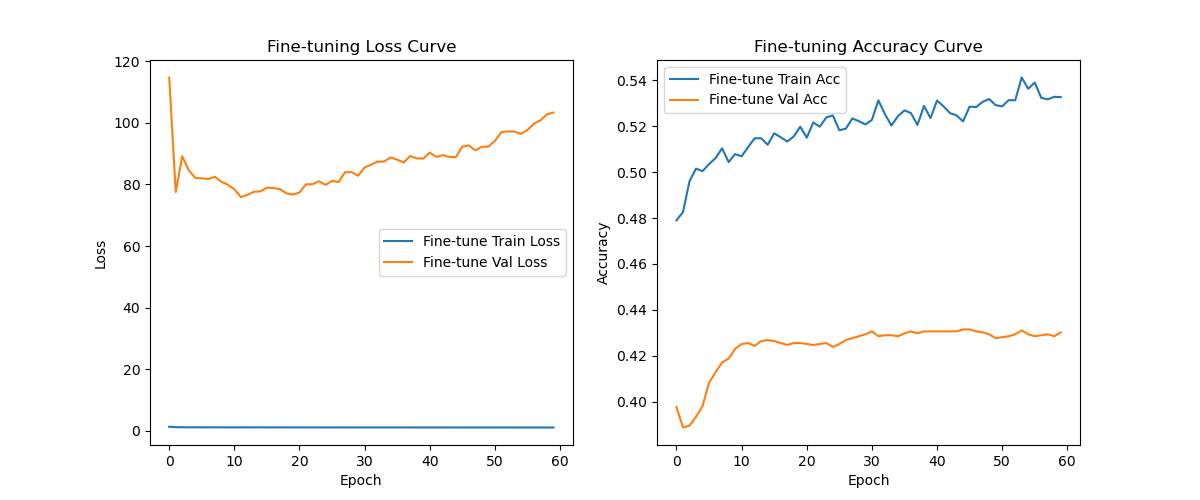 Fine-tuning Loss Curve
120
100
80
60
40
20
0
Loss
Fine-tune Train Loss
Fine-tune Val Loss
0 10 20 30 40 50 60
Epoch
Fine-tuning Accuracy Curve
0.54
0.52
0.50
0.48
0.46
0.44
0.42
0.40
Accuracy
Fine-tune Train Acc
Fine-tune Val Acc
0 10 20 30 40 50 60
Epoch